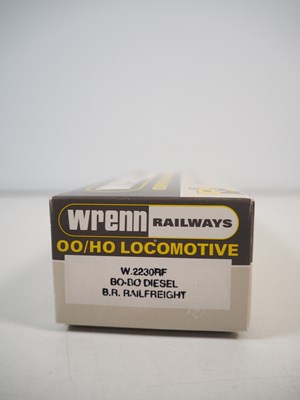 wrenn RAILWAYS
OO/HO LOCOMOTIVE
W.2230RF
BO-BO DIESEL
B.R. RAILFREIGHT